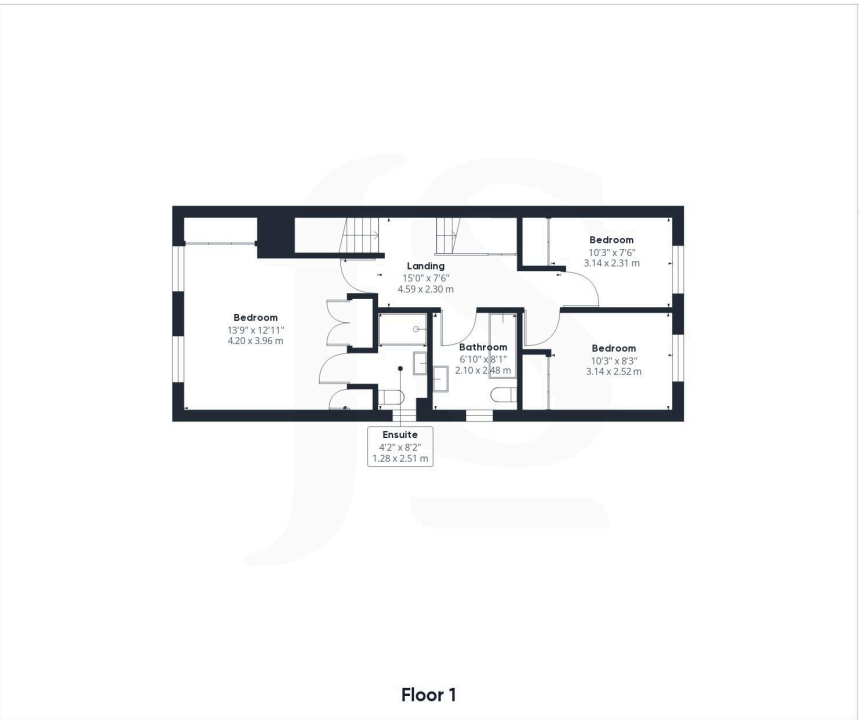 Bedroom
10'3" x 7'6"
3.14 x 2.31 m
Landing
15'0" x 7'6"
4.59 x 2.30 m
Bedroom
13'9" x 12'11"
4.20 x 3.96 m
Bathroom
6'10" x 8'1"
2.10 x 2.48 m
Bedroom
10'3" x 8'3"
3.14 x 2.52 m
Ensuite
4'2" x 8'2"
1.28 x 2.51 m
Floor 1
JS